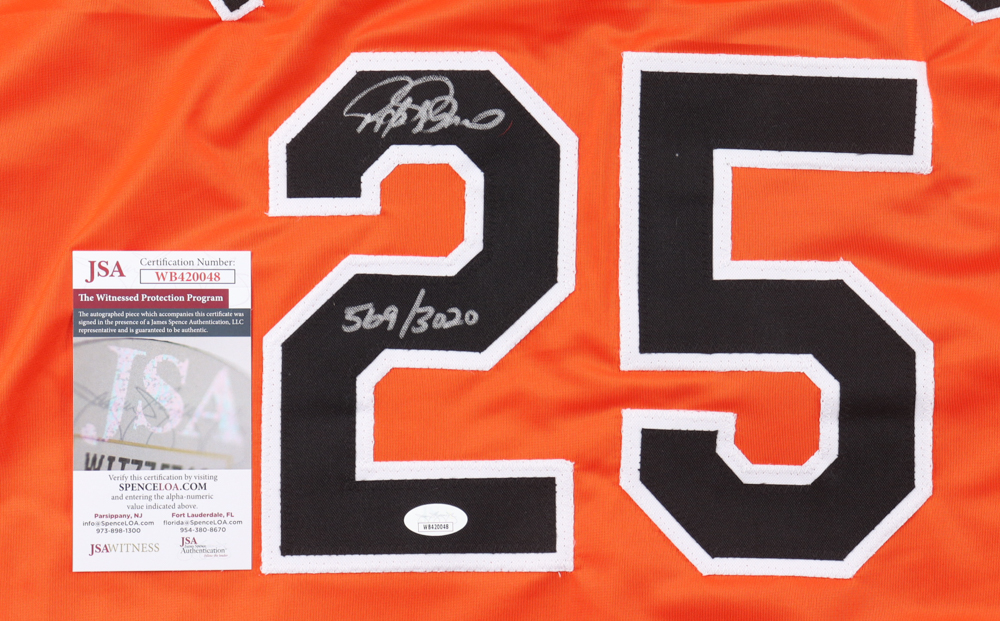 25
569/3020
JSA
Certification Number:
WB420048
The Witnessed Protection Program
The autographed piece which accompanies this certificate was
signed in the presence of a James Spence Authentication, LLC
representative and is guaranteed to be authentic.
JSA
Verify this certification by visiting
SPENCELOA.COM
and entering the alpha-numeric
value indicated above.
Parsippany, NJ
info@SpenceLOA.com
973-898-1300
Fort Lauderdale, FL
florida@SpenceLOA.com
954-380-8670
JSAWITNESS
JSA
Authentication
WB420048